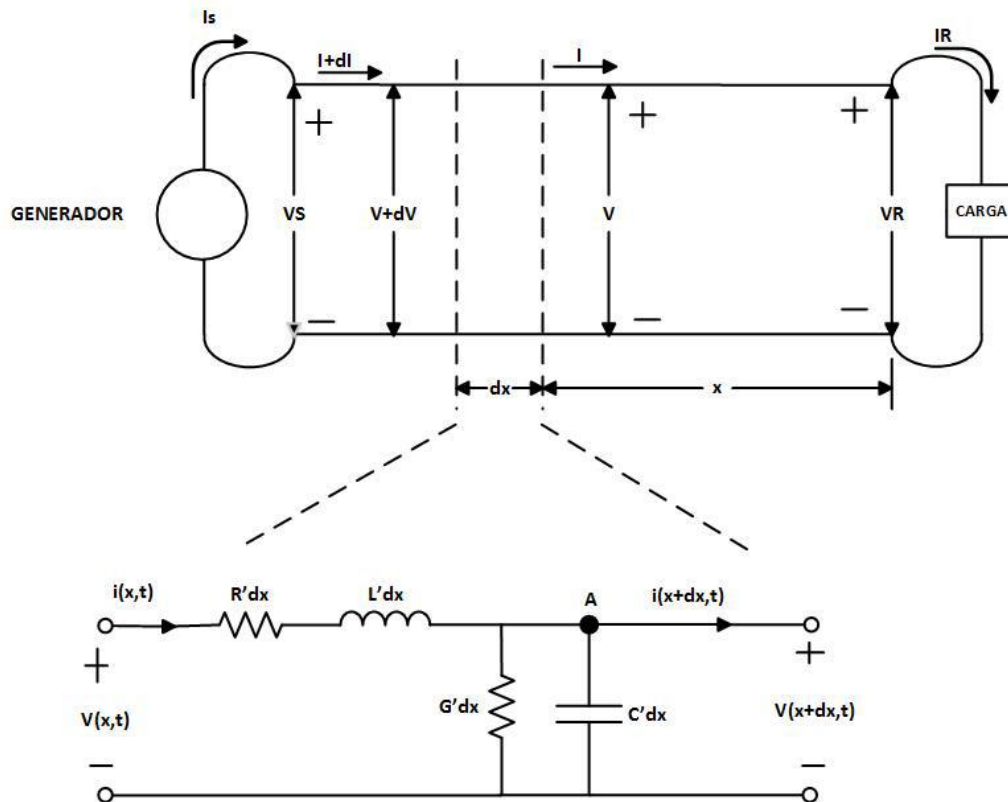 Is
I+dI
I
IR
GENERADOR
VS
V+dV
V
VR
CARGA
dx
x
i(x,t)
R'dx
L'dx
A
i(x+dx,t)
V(x,t)
G'dx
C'dx
V(x+dx,t)